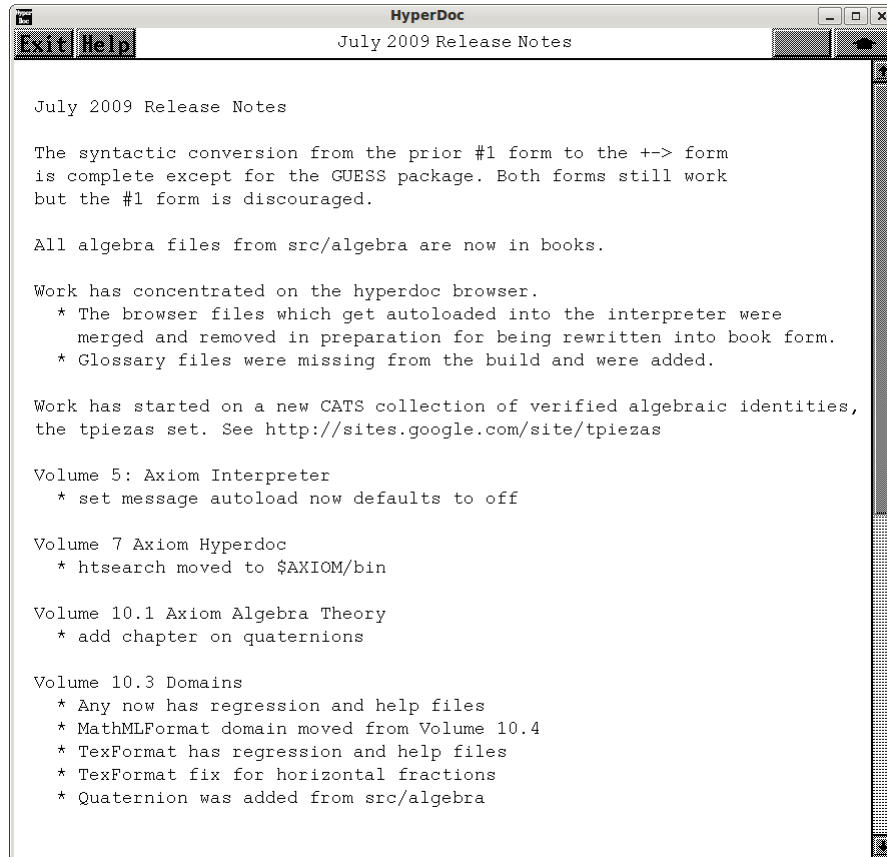 HyperDoc
Exit Help July 2009 Release Notes
July 2009 Release Notes
The syntactic conversion from the prior #1 form to the +-> form
is complete except for the GUESS package. Both forms still work
but the #1 form is discouraged.
All algebra files from src/algebra are now in books.
Work has concentrated on the hyperdoc browser.
* The browser files which get autoloaded into the interpreter were
merged and removed in preparation for being rewritten into book form.
* Glossary files were missing from the build and were added.
Work has started on a new CATS collection of verified algebraic identities,
the tpiezas set. See http://sites.google.com/site/tpiezas
Volume 5: Axiom Interpreter
* set message autoload now defaults to off
Volume 7 Axiom Hyperdoc
* htsearch moved to $AXIOM/bin
Volume 10.1 Axiom Algebra Theory
* add chapter on quaternions
Volume 10.3 Domains
* Any now has regression and help files
* MathMLFormat domain moved from Volume 10.4
* TexFormat has regression and help files
* TexFormat fix for horizontal fractions
* Quaternion was added from src/algebra